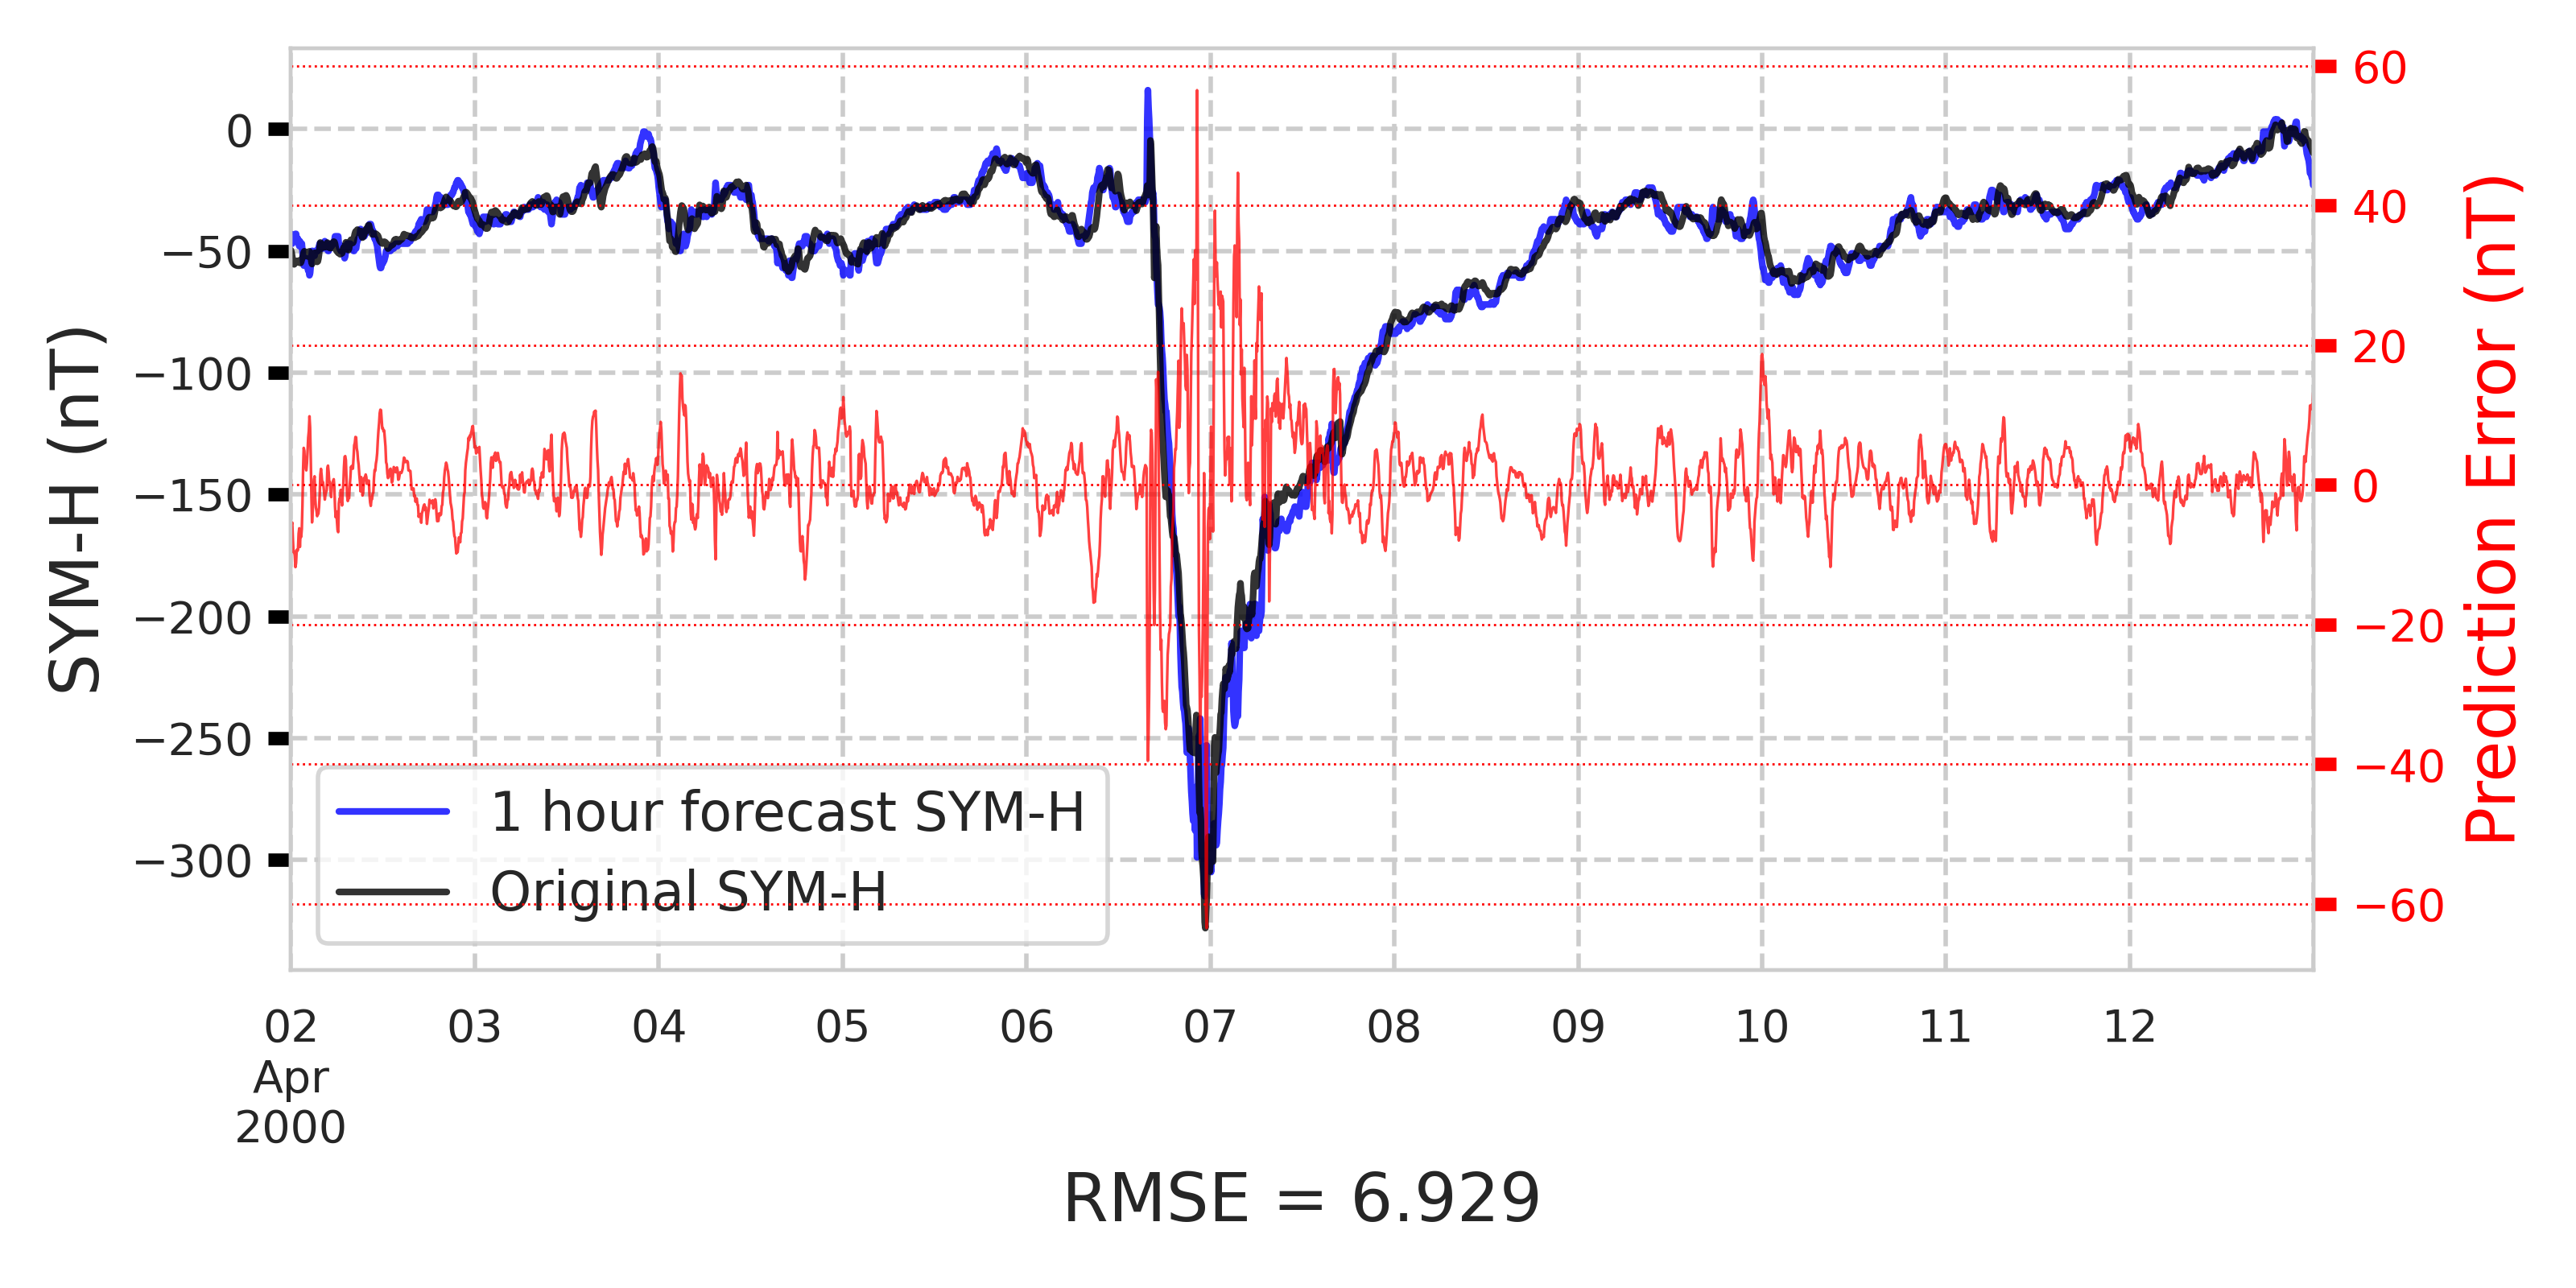 SYM-H (nT)
0
−50
−100
−150
−200
−250
−300
60
40
20
0
−20
−40
−60
Prediction Error (nT)
1 hour forecast SYM-H
Original SYM-H
02 03 04 05 06 07 08 09 10 11 12
Apr
2000
RMSE = 6.929